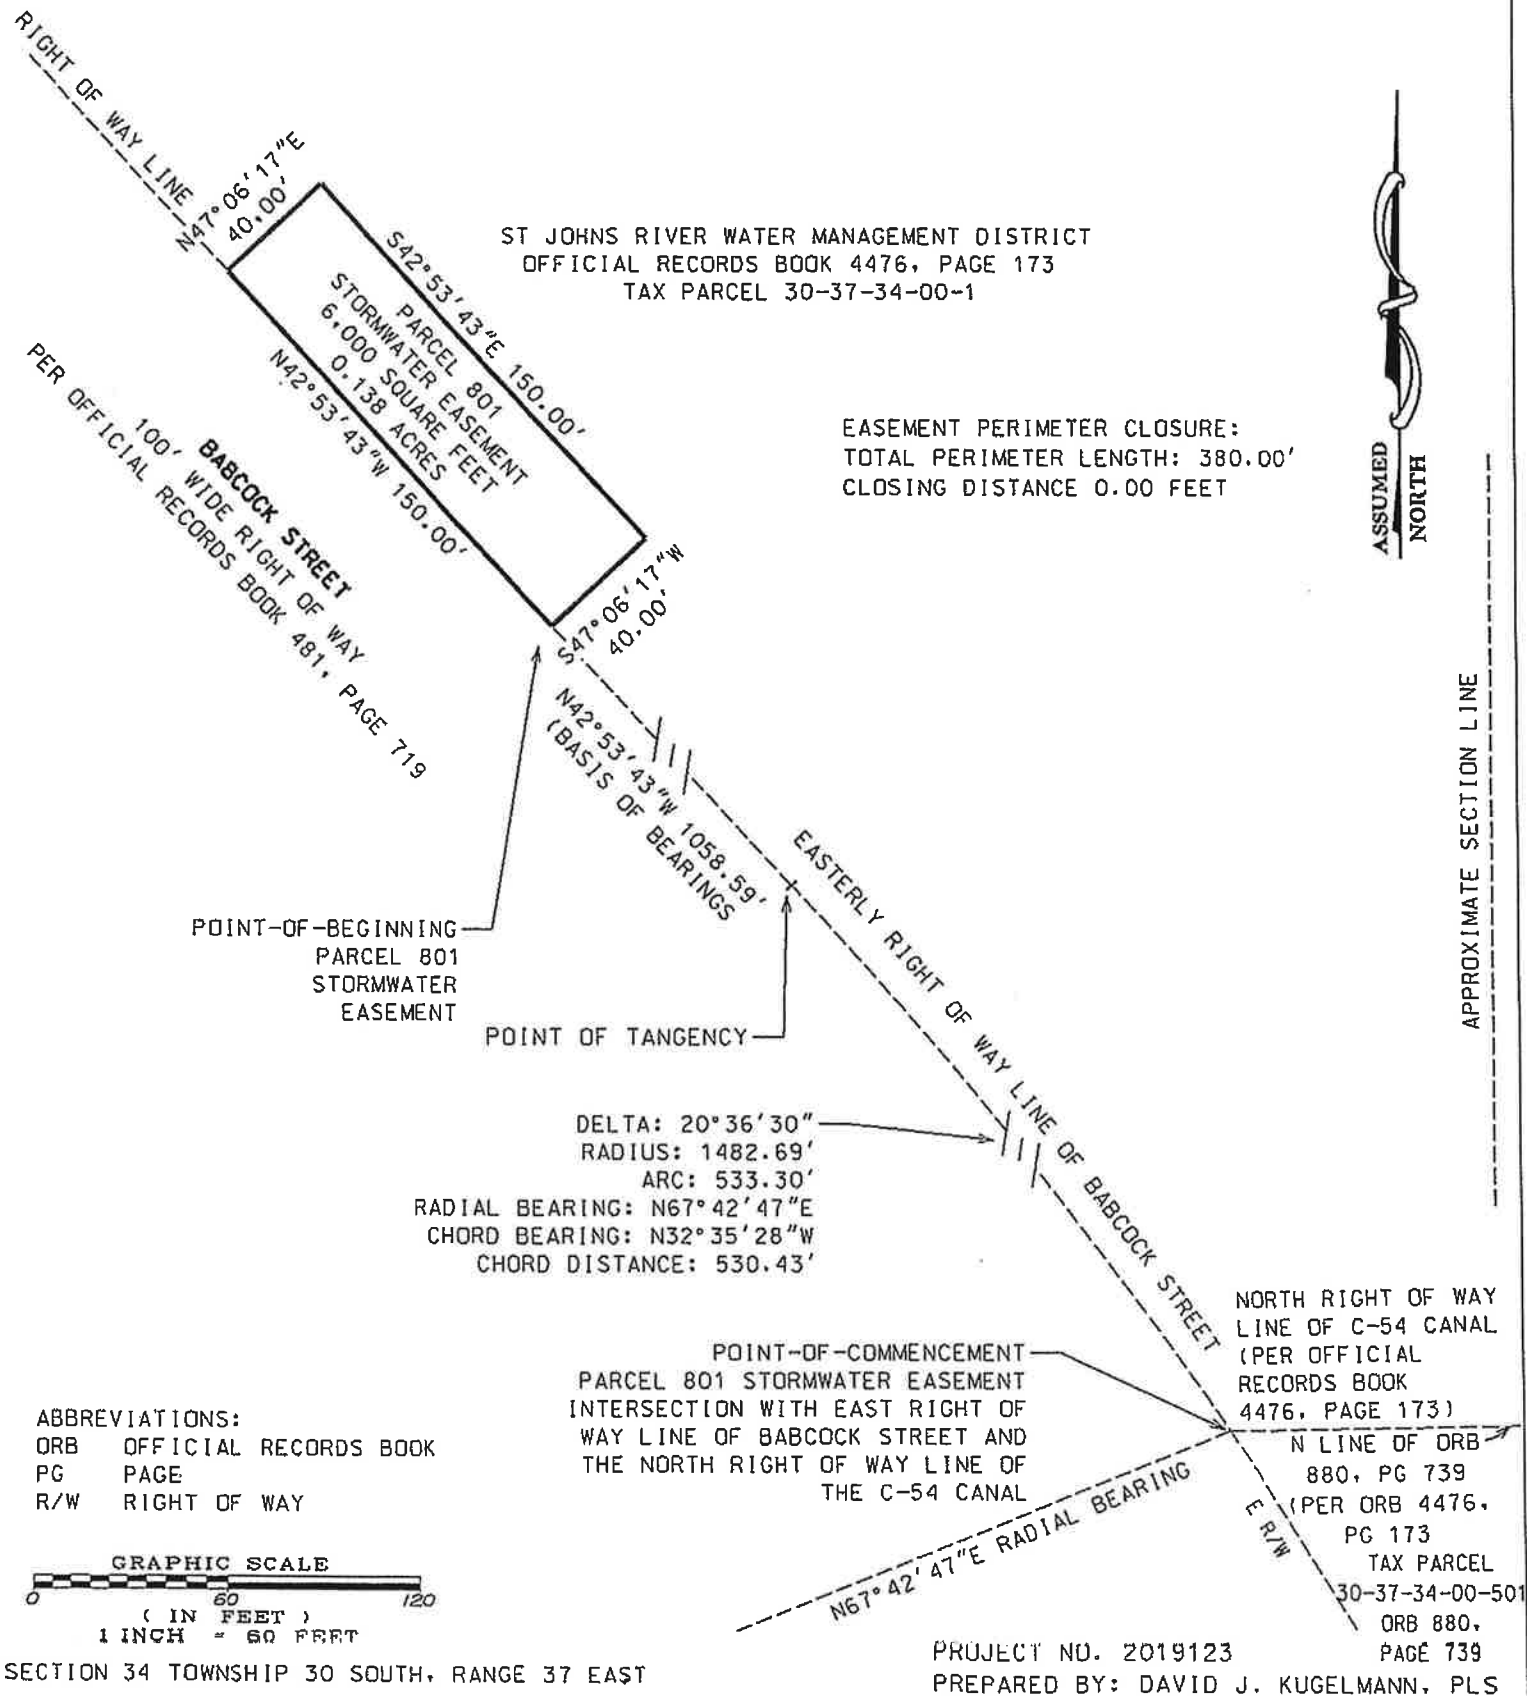 RIGHT OF WAY LINE
N47°06'17"E
40.00'
S42°53'43"E 150.00'
PARCEL 801
STORMWATER EASEMENT
6,000 SQUARE FEET
0.138 ACRES
N42°53'43"W 150.00'
ST JOHNS RIVER WATER MANAGEMENT DISTRICT
OFFICIAL RECORDS BOOK 4476, PAGE 173
TAX PARCEL 30-37-34-00-1
BABCOCK STREET
100' WIDE RIGHT OF WAY
PER OFFICIAL RECORDS BOOK 481, PAGE 719
EASEMENT PERIMETER CLOSURE:
TOTAL PERIMETER LENGTH: 380.00'
CLOSING DISTANCE 0.00 FEET
ASSUMED
NORTH
S47°06'17"W
40.00'
N42°53'43"W 1058.59'
(BASIS OF BEARINGS
APPROXIMATE SECTION LINE
EASTERLY RIGHT OF WAY LINE OF BABCOCK STREET
POINT-OF-BEGINNING
PARCEL 801
STORMWATER
EASEMENT
POINT OF TANGENCY
DELTA: 20°36'30"
RADIUS: 1482.69'
ARC: 533.30'
RADIAL BEARING: N67°42'47"E
CHORD BEARING: N32°35'28"W
CHORD DISTANCE: 530.43'
NORTH RIGHT OF WAY
LINE OF C-54 CANAL
(PER OFFICIAL
RECORDS BOOK
4476, PAGE 173)
POINT-OF-COMMENCEMENT
PARCEL 801 STORMWATER EASEMENT
INTERSECTION WITH EAST RIGHT OF
WAY LINE OF BABCOCK STREET AND
THE NORTH RIGHT OF WAY LINE OF
THE C-54 CANAL
N LINE OF ORB
880, PG 739
(PER ORB 4476,
PG 173
TAX PARCEL
30-37-34-00-501
ORB 880,
PAGE 739
E R/W
N67°42'47"E RADIAL BEARING
ABBREVIATIONS:
ORB OFFICIAL RECORDS BOOK
PG PAGE
R/W RIGHT OF WAY
GRAPHIC SCALE
0 60 120
( IN FEET )
1 INCH = 60 FEET
SECTION 34 TOWNSHIP 30 SOUTH, RANGE 37 EAST
PROJECT NO. 2019123
PREPARED BY: DAVID J. KUGELMANN, PLS